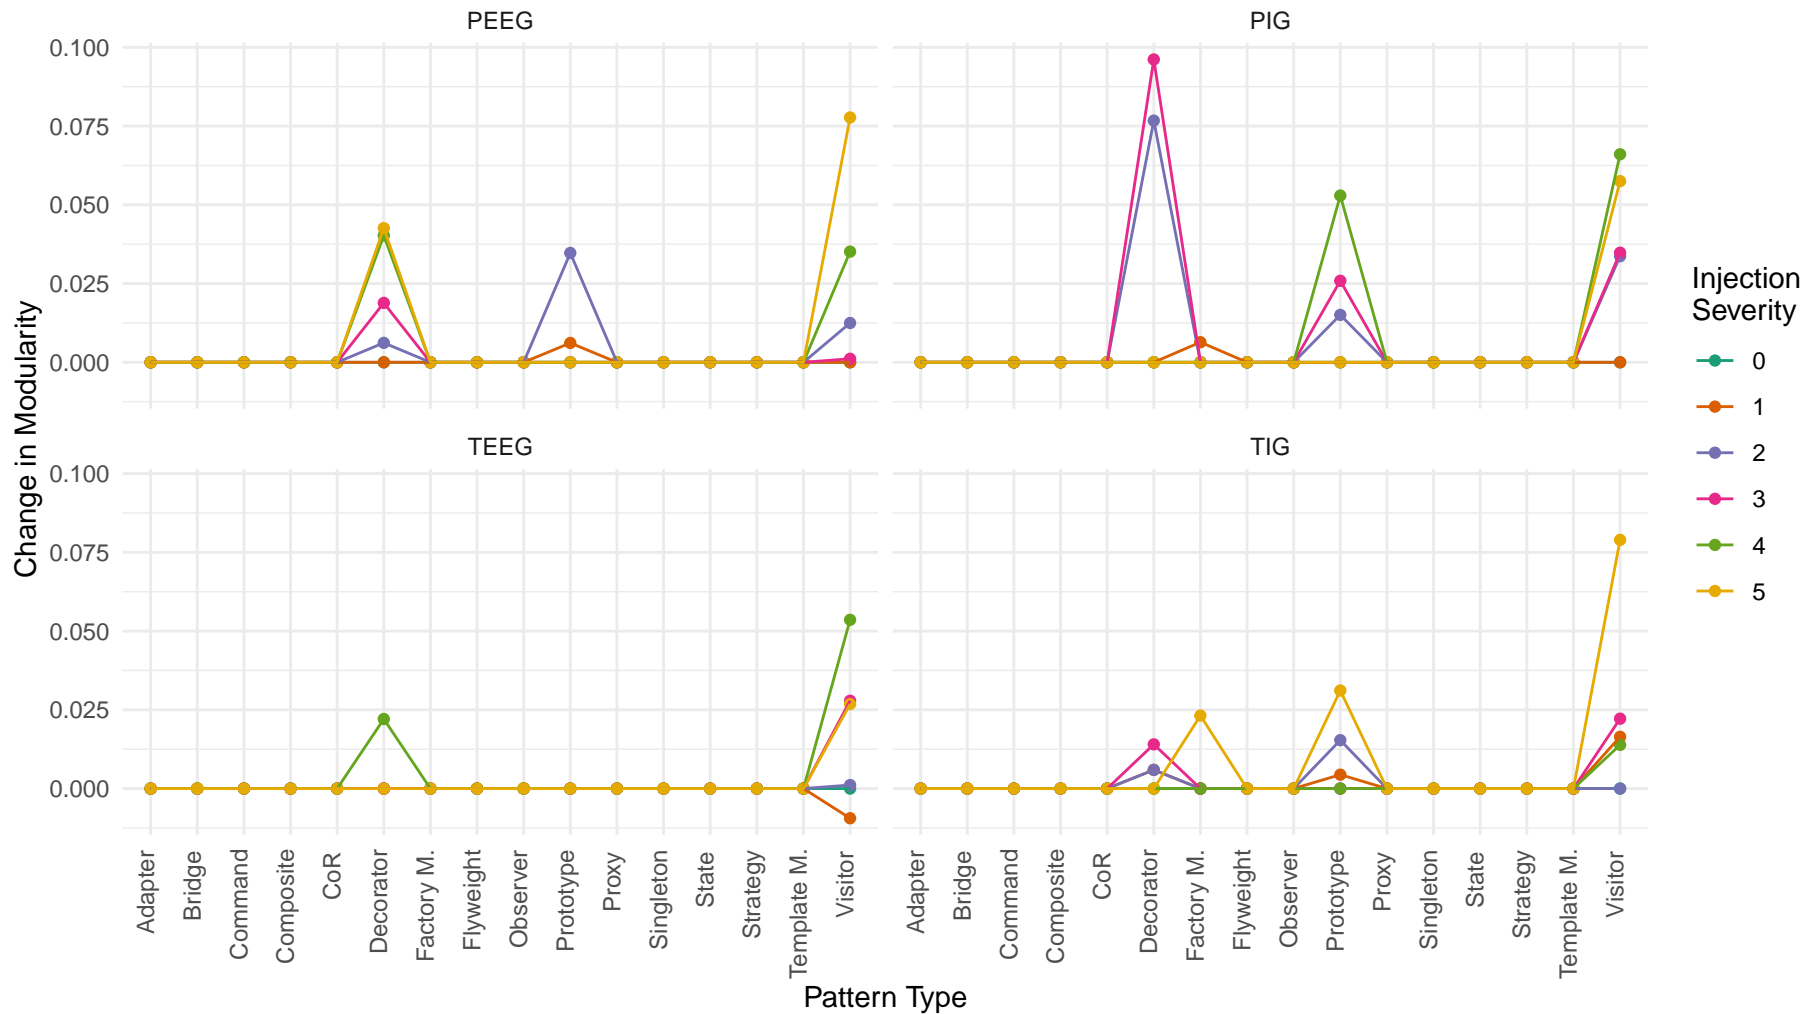 PEEG
PIG
0.100
0.075
0.050
0.025
0.000
TEEG
TIG
0.100
0.075
0.050
0.025
0.000
Change in Modularity
Adapter
Bridge
Command
Composite
CoR
Decorator
Factory M.
Flyweight
Observer
Prototype
Proxy
Singleton
State
Strategy
Template M.
Visitor
Adapter
Bridge
Command
Composite
CoR
Decorator
Factory M.
Flyweight
Observer
Prototype
Proxy
Singleton
State
Strategy
Template M.
Visitor
Pattern Type
Injection
Severity
0
1
2
3
4
5